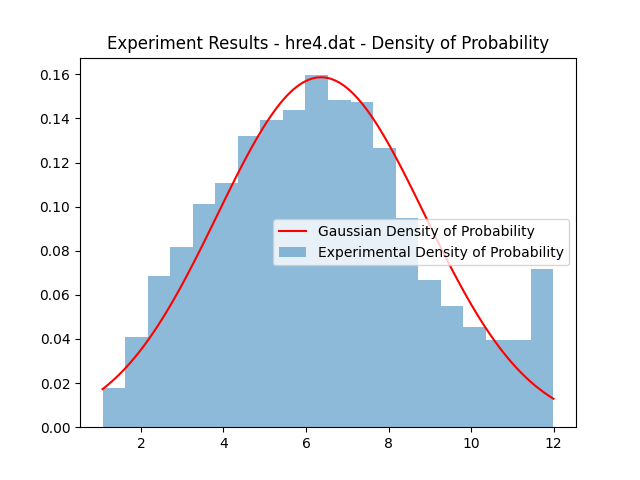 Experiment Results - hre4.dat - Density of Probability
0.16
0.14
0.12
0.10
0.08
0.06
0.04
0.02
0.00
Gaussian Density of Probability
Experimental Density of Probability
2 4 6 8 10 12